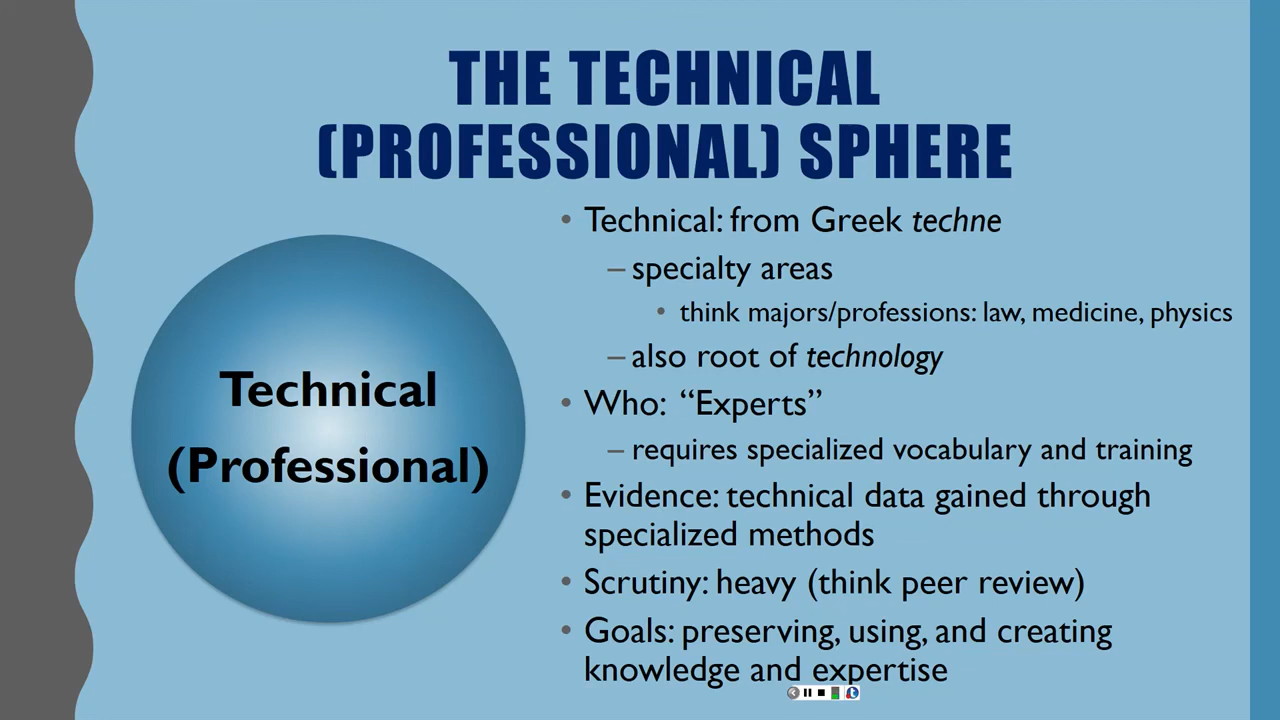 THE TECHNICAL
(PROFESSIONAL) SPHERE
Technical
(Professional)
• Technical: from Greek techne
– specialty areas
• think majors/professions: law, medicine, physics
– also root of technology
• Who: “Experts”
– requires specialized vocabulary and training
• Evidence: technical data gained through
specialized methods
• Scrutiny: heavy (think peer review)
• Goals: preserving, using, and creating
knowledge and expertise